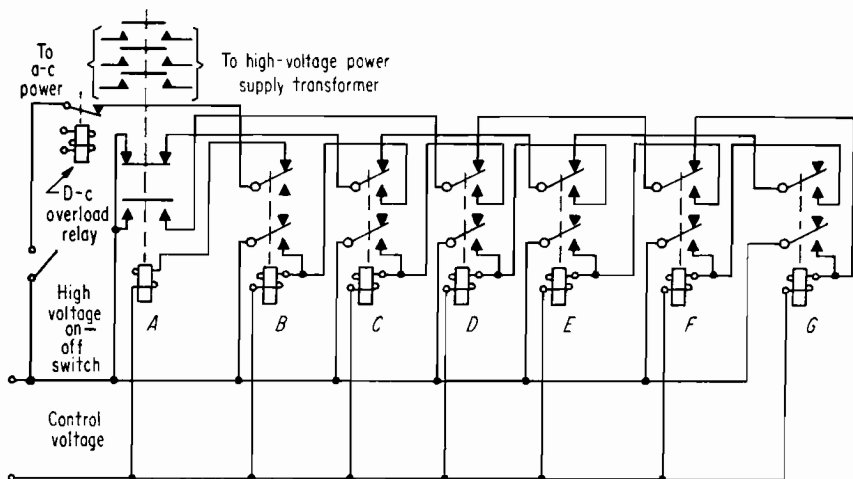 To
a-c
power
To high-voltage power
supply transformer
D-c
overload
relay
High
voltage
on—
off
switch
A
B
C
D
E
F
G
Control
voltage